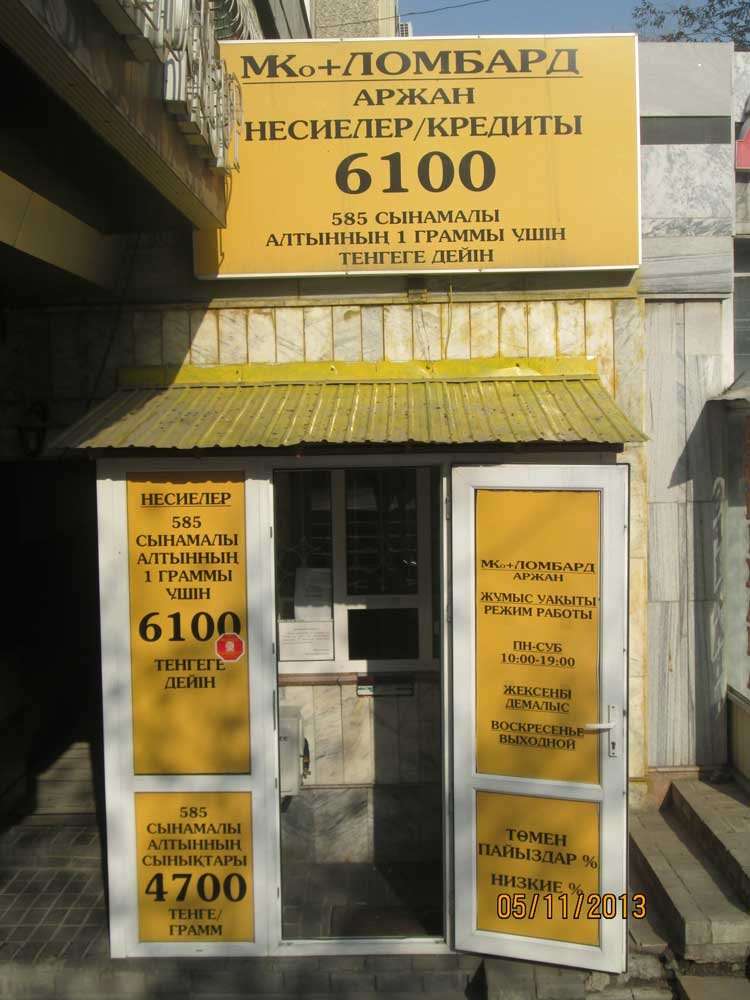 МКо+ЛОМБАРД
АРЖАН
НЕСИЕЛЕР/КРЕДИТЫ
6100
585 СЫНАМАЛЫ
АЛТЫННЫҢ 1 ГРАММЫ ҮШІН
ТЕНГЕГЕ ДЕЙІН
НЕСИЕЛЕР
585
СЫНАМАЛЫ
АЛТЫННЫҢ
1 ГРАММЫ
ҮШІН
6100
ТЕНГЕГЕ
ДЕЙІН
585
СЫНАМАЛЫ
АЛТЫННЫҢ
СЫНЫҚТАРЫ
4700
ТЕНГЕ/
ГРАММ
МКо+ЛОМБАРД
АРЖАН
ЖҰМЫС УАҚЫТЫ
РЕЖИМ РАБОТЫ
ПН-СУБ
10:00-19:00
ЖЕКСЕНБІ
ДЕМАЛЫС
ВОСКРЕСЕНЬЕ
ВЫХОДНОЙ
ТӨМЕН
ПАЙЫЗДАР %
НИЗКИЕ %
05/11/2013